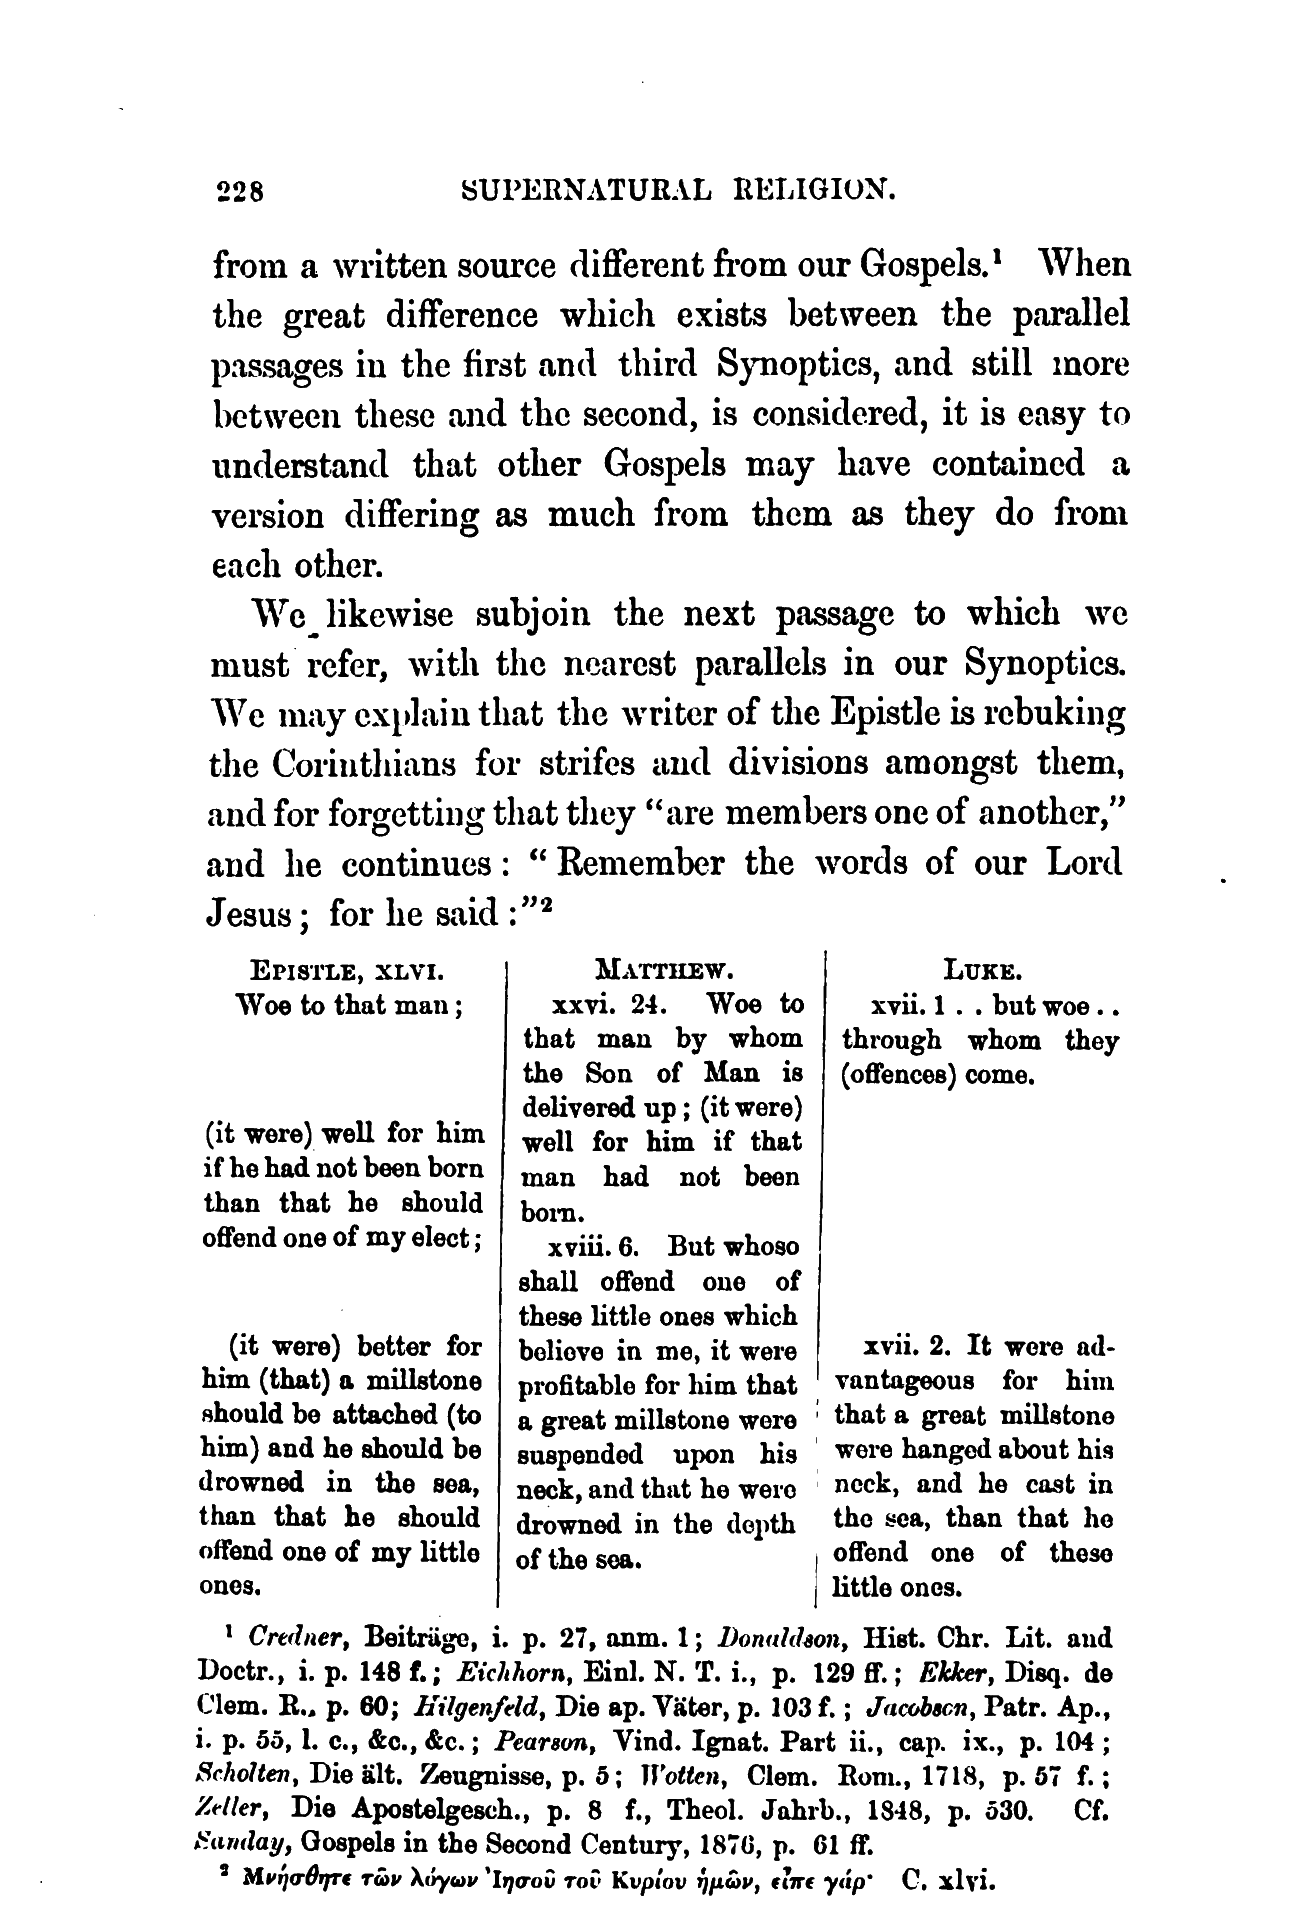 228 SUPERNATURAL RELIGION.
from a written source different from our Gospels.¹ When
the great difference which exists between the parallel
passages in the first and third Synoptics, and still more
between these and the second, is considered, it is easy to
understand that other Gospels may have contained a
version differing as much from them as they do from
each other.
We likewise subjoin the next passage to which we
must refer, with the nearest parallels in our Synoptics.
We may explain that the writer of the Epistle is rebuking
the Corinthians for strifes and divisions amongst them,
and for forgetting that they "are members one of another,"
and he continues: "Remember the words of our Lord
Jesus; for he said:"²
EPISTLE, XLVI.
Woe to that man;
(it were) well for him
if he had not been born
than that he should
offend one of my elect;
(it were) better for
him (that) a millstone
should be attached (to
him) and he should be
drowned in the sea,
than that he should
offend one of my little
ones.
MATTHEW.
xxvi. 24. Woe to
that man by whom
the Son of Man is
delivered up; (it were)
well for him if that
man had not been
born.
xviii. 6. But whoso
shall offend one of
these little ones which
believe in me, it were
profitable for him that
a great millstone were
suspended upon his
neck, and that he were
drowned in the depth
of the sea.
LUKE.
xvii. 1 . . but woe . .
through whom they
(offences) come.
xvii. 2. It were ad-
vantageous for him
that a great millstone
were hanged about his
neck, and he cast in
the sea, than that he
offend one of these
little ones.
¹ Credner, Beiträge, i. p. 27, anm. 1; Donaldson, Hist. Chr. Lit. and
Doctr., i. p. 148 f.; Eichhorn, Einl. N. T. i., p. 129 ff.; Ekker, Disq. de
Clem. R., p. 60; Hilgenfeld, Die ap. Väter, p. 103 f.; Jacobson, Patr. Ap.,
i. p. 55, l. c., &c., &c.; Pearson, Vind. Ignat. Part ii., cap. ix., p. 104;
Scholten, Die ält. Zeugnisse, p. 5; Wotten, Clem. Rom., 1718, p. 57 f.;
Zeller, Die Apostelgesch., p. 8 f., Theol. Jahrb., 1848, p. 530. Cf.
Sanday, Gospels in the Second Century, 1876, p. 61 ff.
² Μνήσθητε τῶν λόγων Ἰησοῦ τοῦ Κυρίου ἡμῶν, εἶπε γάρ· C. xlvi.